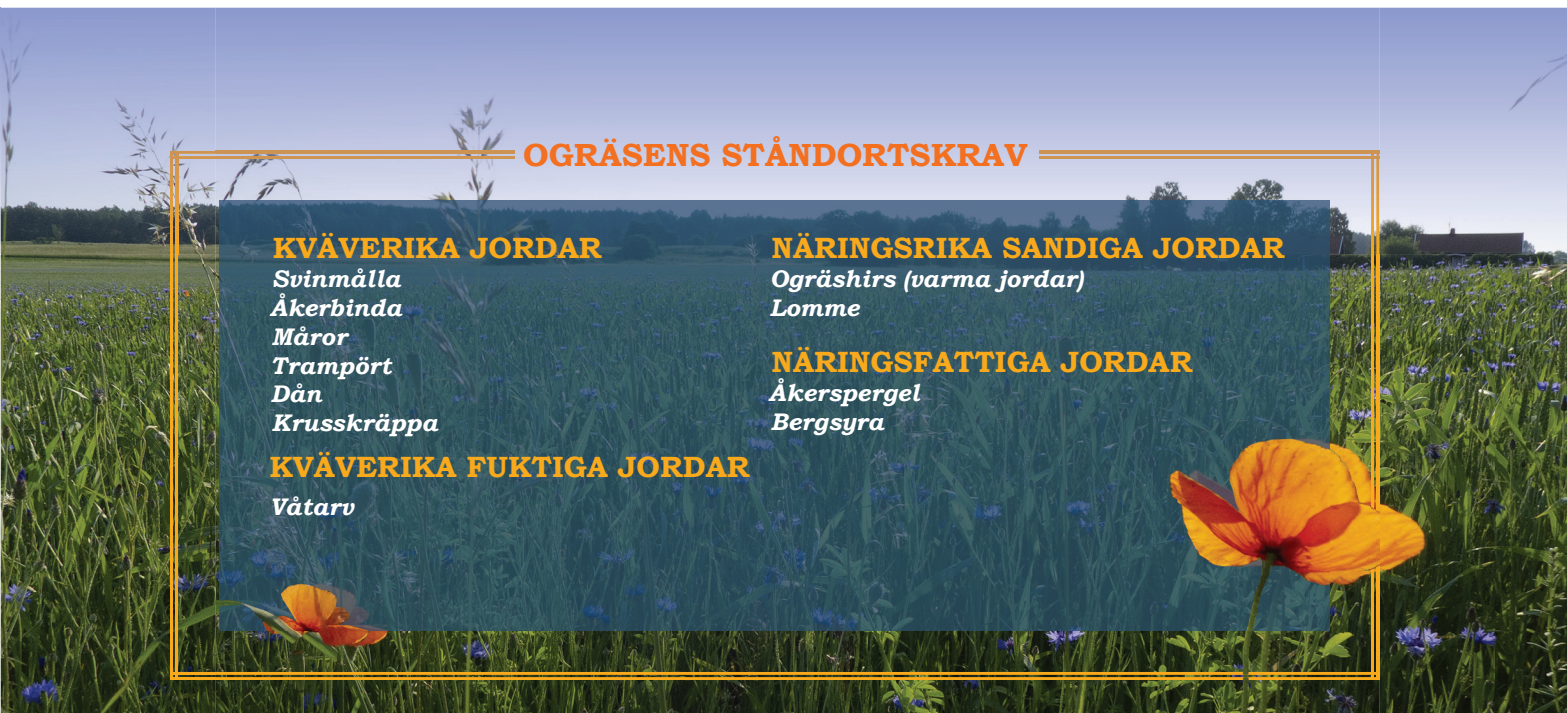 OGRÄSENS STÅNDORTSKRAV
KVÄVERIKA JORDAR
Svinmålla
Åkerbinda
Måror
Trampört
Dån
Krusskräppa
KVÄVERIKA FUKTIGA JORDAR
Våtarv
NÄRINGSRIKA SANDIGA JORDAR
Ogräshirs (varma jordar)
Lomme
NÄRINGSFATTIGA JORDAR
Åkerspergel
Bergsyra